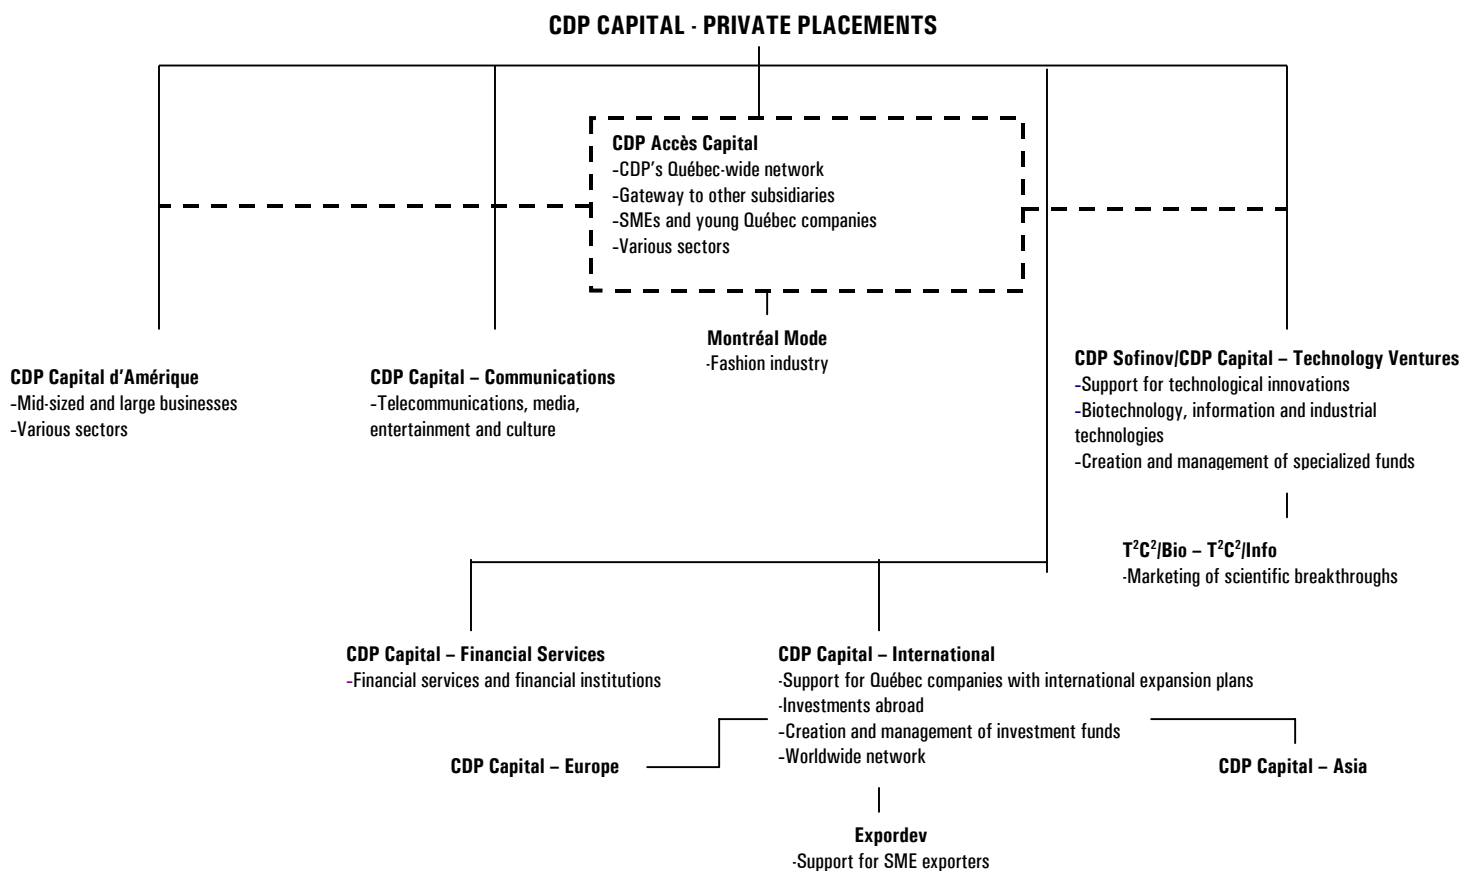 CDP CAPITAL - PRIVATE PLACEMENTS
CDP Accès Capital
-CDP's Québec-wide network
-Gateway to other subsidiaries
-SMEs and young Québec companies
-Various sectors
Montréal Mode
-Fashion industry
CDP Capital d'Amérique
-Mid-sized and large businesses
-Various sectors
CDP Capital – Communications
-Telecommunications, media,
entertainment and culture
CDP Sofinov/CDP Capital – Technology Ventures
-Support for technological innovations
-Biotechnology, information and industrial
technologies
-Creation and management of specialized funds
T²C²/Bio – T²C²/Info
-Marketing of scientific breakthroughs
CDP Capital – Financial Services
-Financial services and financial institutions
CDP Capital – International
-Support for Québec companies with international expansion plans
-Investments abroad
-Creation and management of investment funds
-Worldwide network
CDP Capital – Europe
CDP Capital – Asia
Expordev
-Support for SME exporters